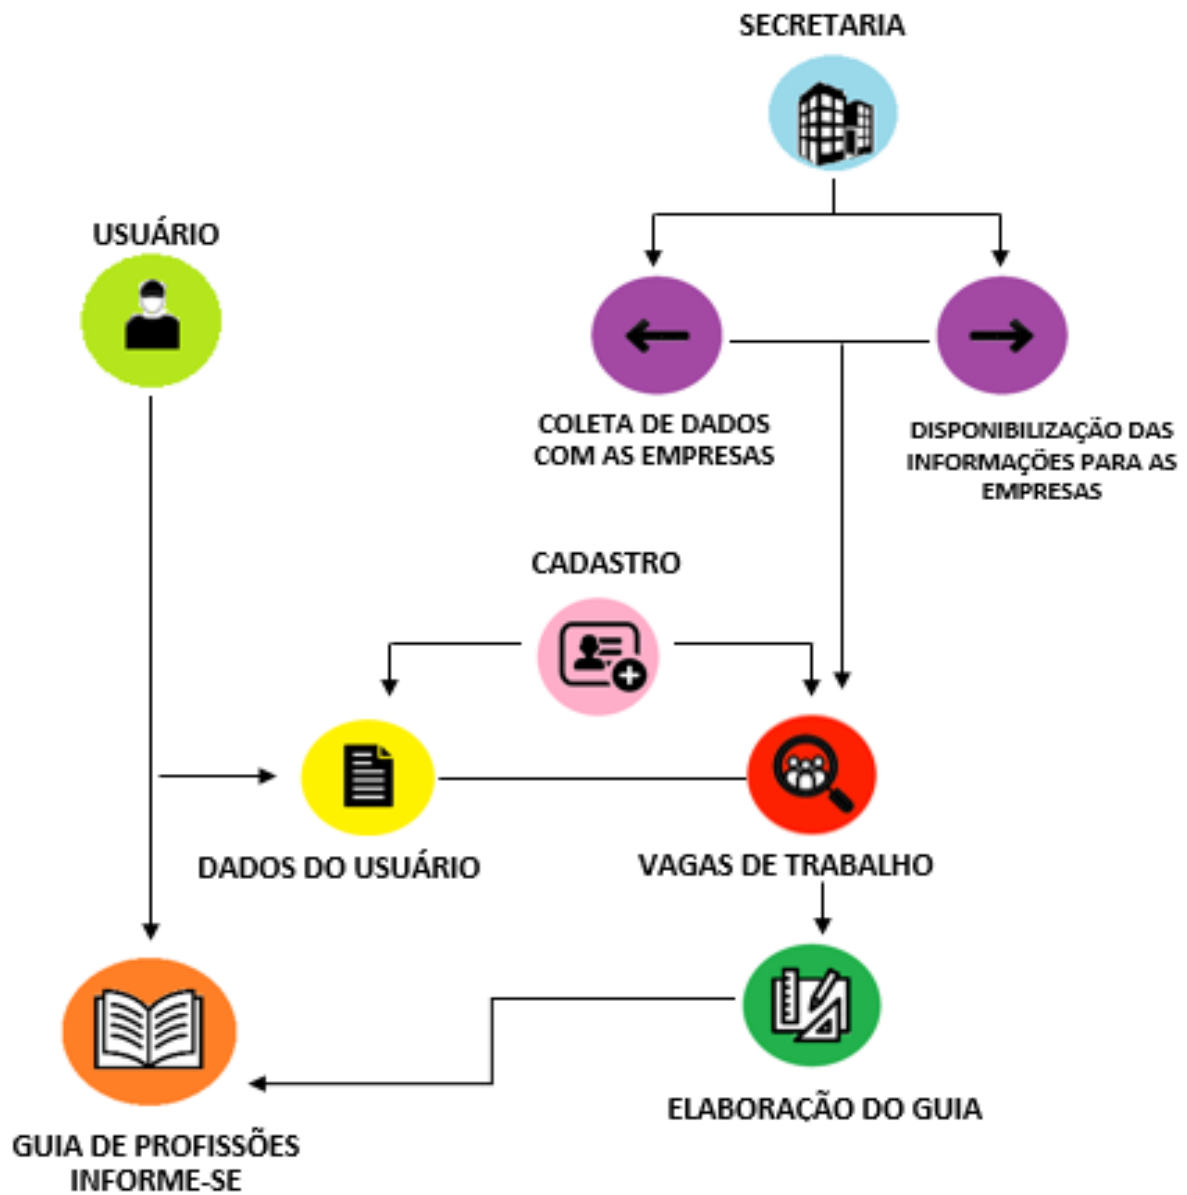 SECRETARIA
USUÁRIO
COLETA DE DADOS
COM AS EMPRESAS
DISPONIBILIZAÇÃO DAS
INFORMAÇÕES PARA AS
EMPRESAS
CADASTRO
DADOS DO USUÁRIO
VAGAS DE TRABALHO
ELABORAÇÃO DO GUIA
GUIA DE PROFISSÕES
INFORME-SE